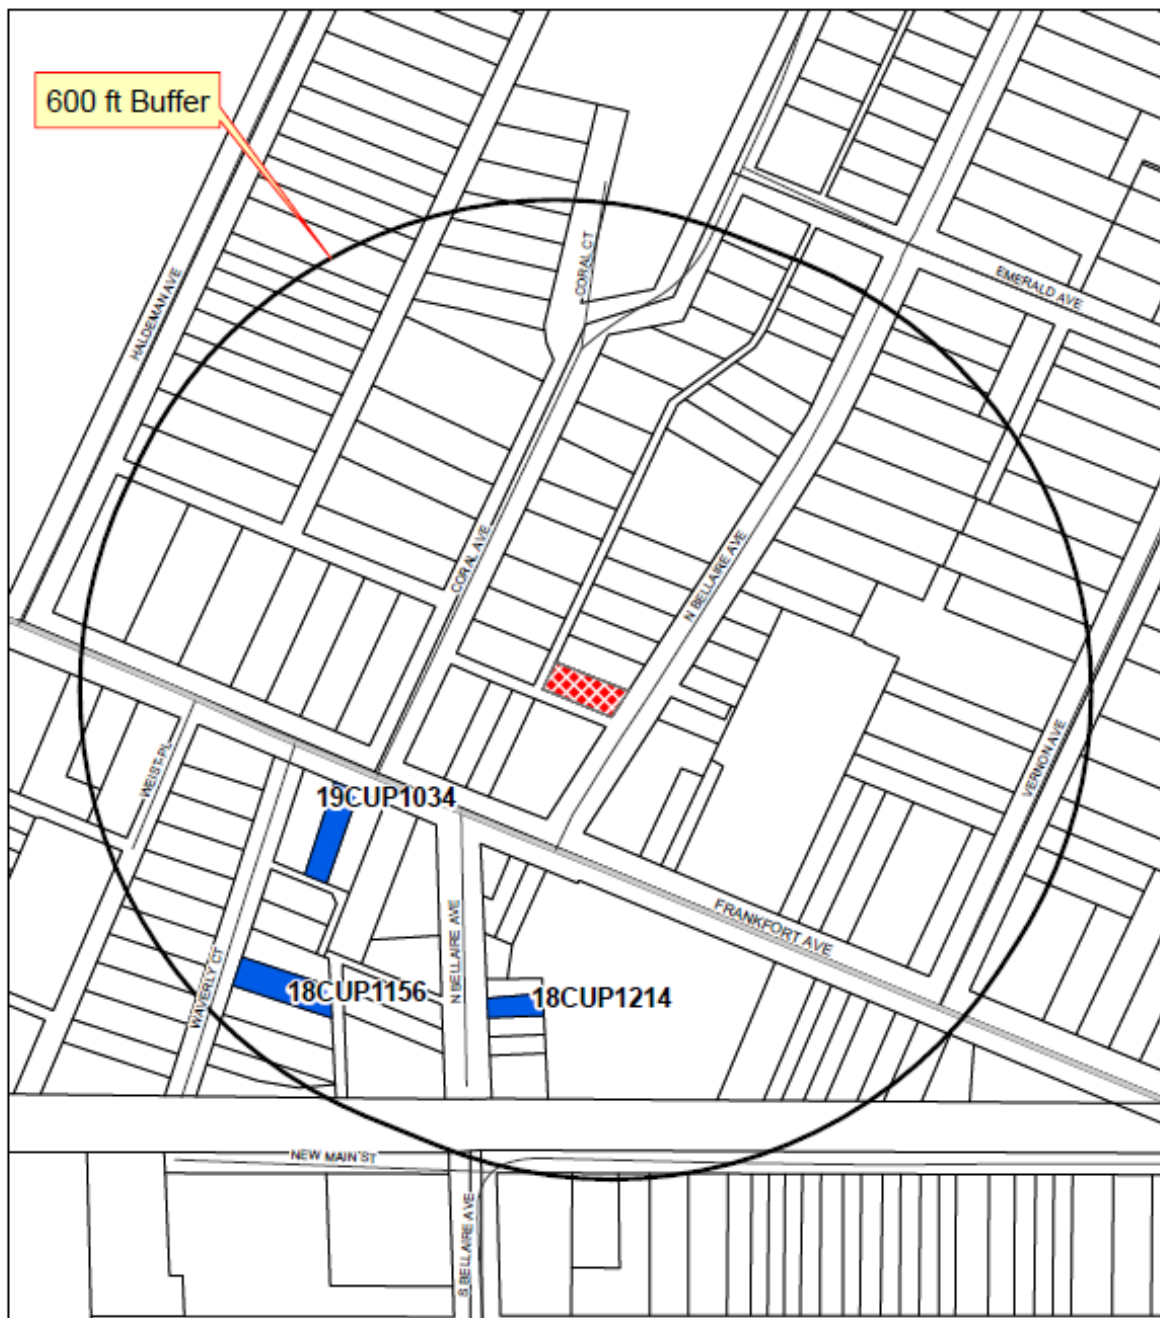 600 ft Buffer
CORAL CT
HALDEMAN AVE
EMERALD AVE
CORAL AVE
N BELLAIRE AVE
VERNON AVE
WEIST PL
19CUP1034
FRANKFORT AVE
N BELLAIRE AVE
WAVERLY CT
18CUP1156
18CUP1214
NEW MAIN ST
S BELLAIRE AVE